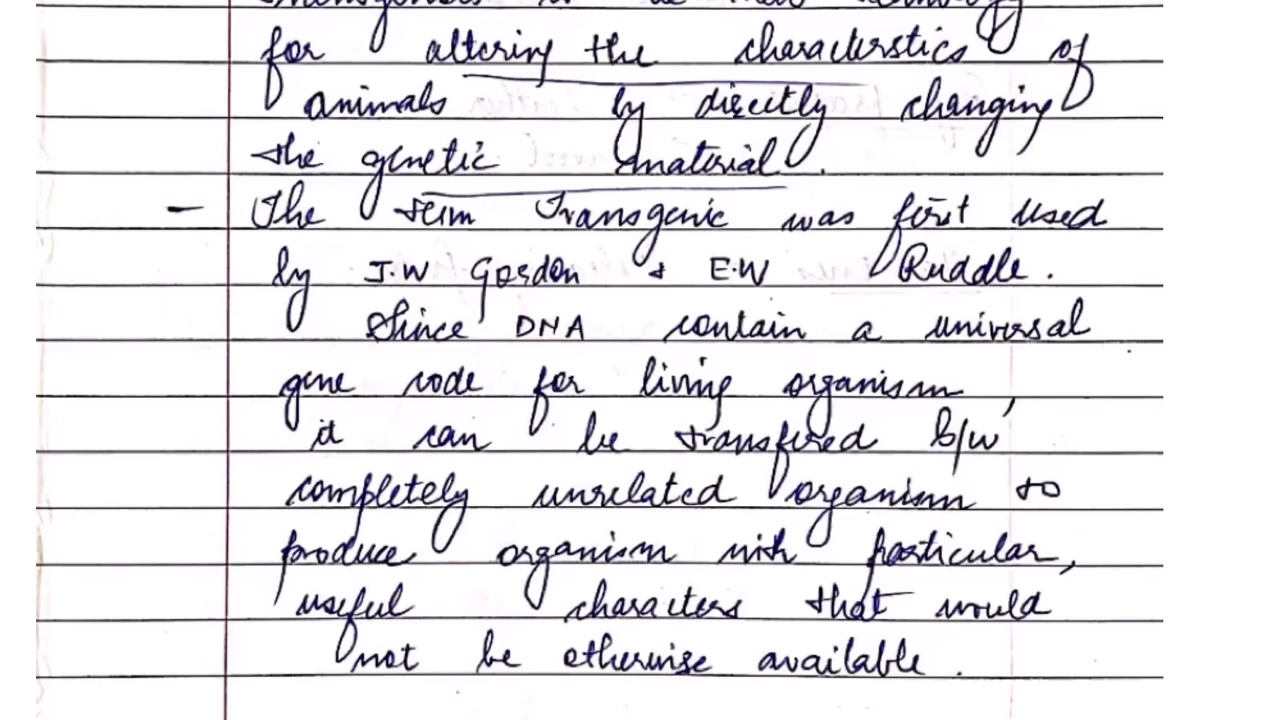 for altering the characterstics of
animals by directly changing
the genetic material.
- The term Transgenic was first used
by J.W Gordon & E.W Ruddle.
Since DNA contain a universal
gene code for living organism,
it can be transfered b/w
completely unrelated organism to
produce organism with particular,
useful characters that would
not be otherwise available.